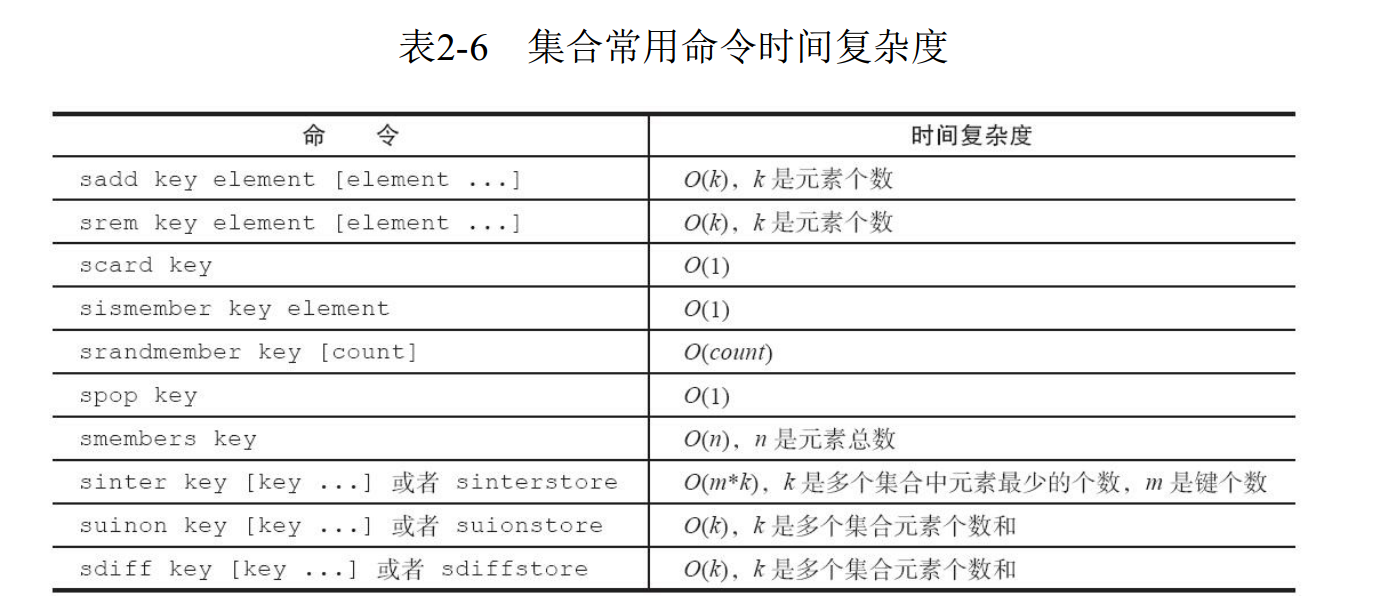 表2-6 集合常用命令时间复杂度
命 令 时间复杂度
sadd key element [element ...] O(k)，k 是元素个数
srem key element [element ...] O(k)，k 是元素个数
scard key O(1)
sismember key element O(1)
srandmember key [count] O(count)
spop key O(1)
smembers key O(n)，n 是元素总数
sinter key [key ...] 或者 sinterstore O(m*k)，k 是多个集合中元素最少的个数，m 是键个数
suinon key [key ...] 或者 suionstore O(k)，k 是多个集合元素个数和
sdiff key [key ...] 或者 sdiffstore O(k)，k 是多个集合元素个数和